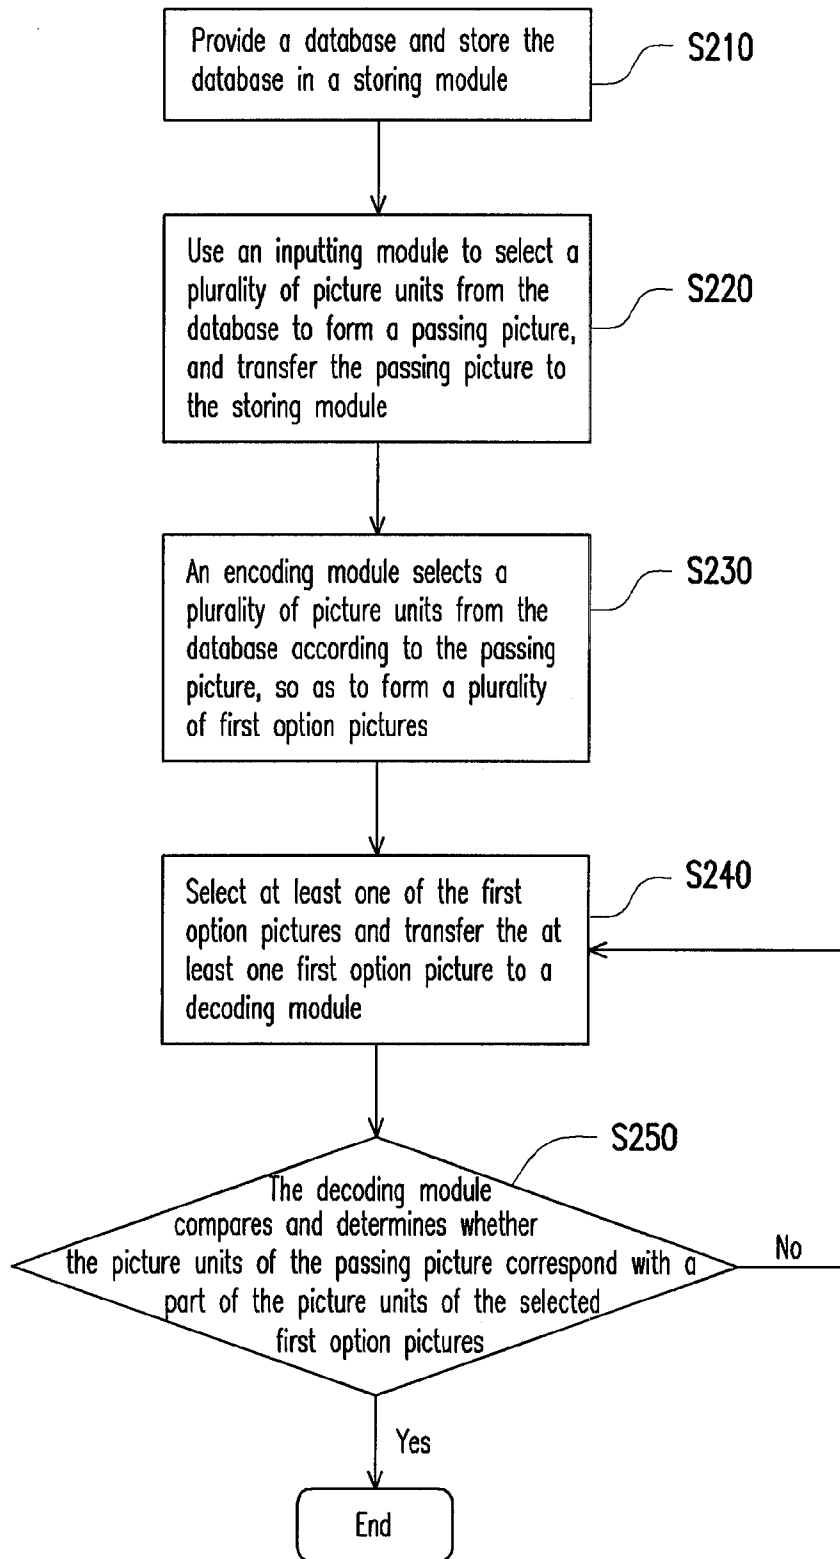 Provide a database and store the
database in a storing module
S210
Use an inputting module to select a
plurality of picture units from the
database to form a passing picture,
and transfer the passing picture to
the storing module
S220
An encoding module selects a
plurality of picture units from the
database according to the passing
picture, so as to form a plurality
of first option pictures
S230
Select at least one of the first
option pictures and transfer the at
least one first option picture to a
decoding module
S240
S250
The decoding module
compares and determines whether
the picture units of the passing picture correspond with a
part of the picture units of the selected
first option pictures
No
Yes
End